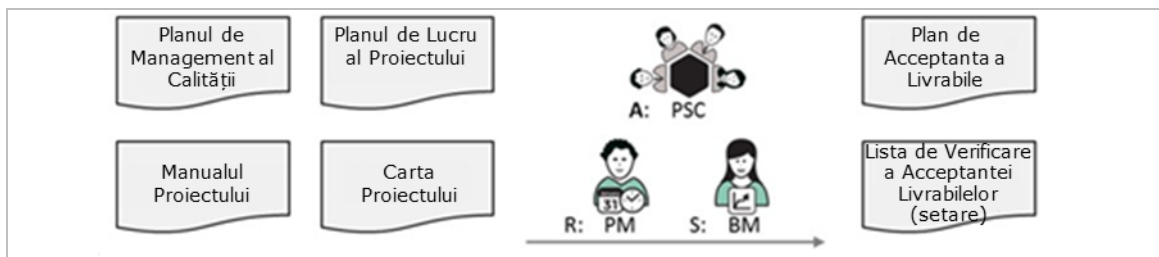 Planul de
Management al
Calității
Planul de Lucru
al Proiectului
A: PSC
Plan de
Acceptanta a
Livrabile
Manualul
Proiectului
Carta
Proiectului
31
R: PM
S: BM
Lista de Verificare
a Acceptantei
Livrabilelor
(setare)